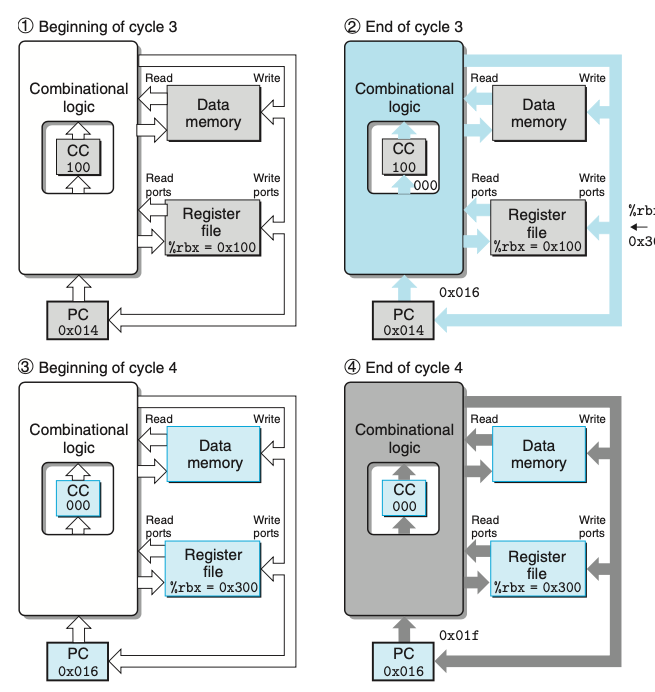 ① Beginning of cycle 3
Combinational
logic
CC
100
Read
Write
Data
memory
Read
ports
Write
ports
Register
file
%rbx = 0x100
PC
0x014
② End of cycle 3
Combinational
logic
CC
100
000
Read
Write
Data
memory
Read
ports
Write
ports
Register
file
%rbx = 0x100
%rb
0x3
0x016
PC
0x014
③ Beginning of cycle 4
Combinational
logic
CC
000
Read
Write
Data
memory
Read
ports
Write
ports
Register
file
%rbx = 0x300
PC
0x016
④ End of cycle 4
Combinational
logic
CC
000
Read
Write
Data
memory
Read
ports
Write
ports
Register
file
%rbx = 0x300
0x01f
PC
0x016